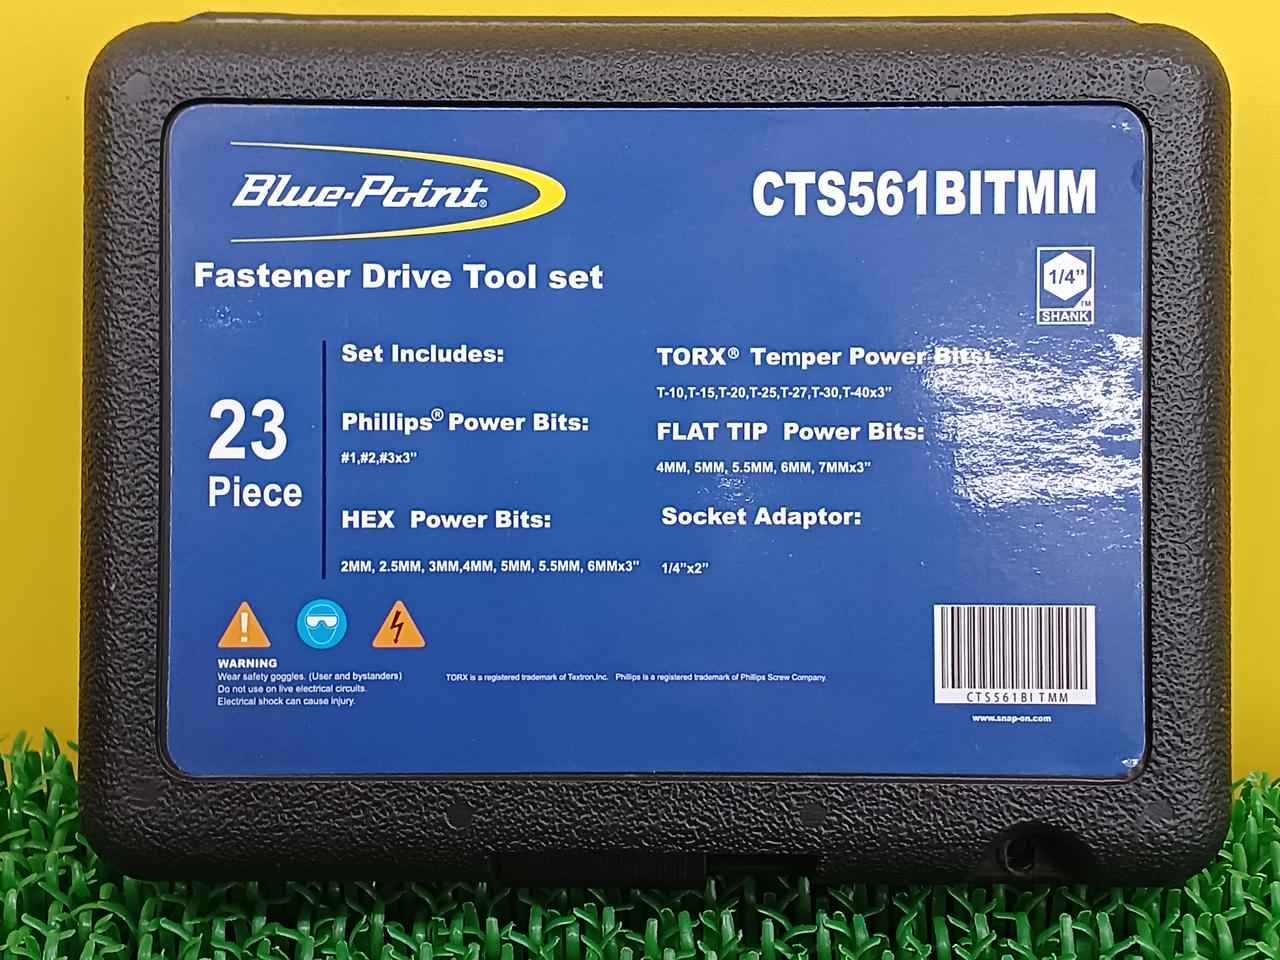 Blue-Point®
CTS561BITMM
Fastener Drive Tool set
1/4”
TM
SHANK
23
Piece
Set Includes:
Phillips® Power Bits:
#1,#2,#3x3”
HEX Power Bits:
2MM, 2.5MM, 3MM,4MM, 5MM, 5.5MM, 6MMx3”
TORX® Temper Power Bits:
T-10,T-15,T-20,T-25,T-27,T-30,T-40x3”
FLAT TIP Power Bits:
4MM, 5MM, 5.5MM, 6MM, 7MMx3”
Socket Adaptor:
1/4”x2”
WARNING
Wear safety goggles. (User and bystanders)
Do not use on live electrical circuits.
Electrical shock can cause injury.
TORX is a registered trademark of Textron,Inc. Phillips is a registered trademark of Phillips Screw Company.
CTS561BITMM
www.snap-on.com